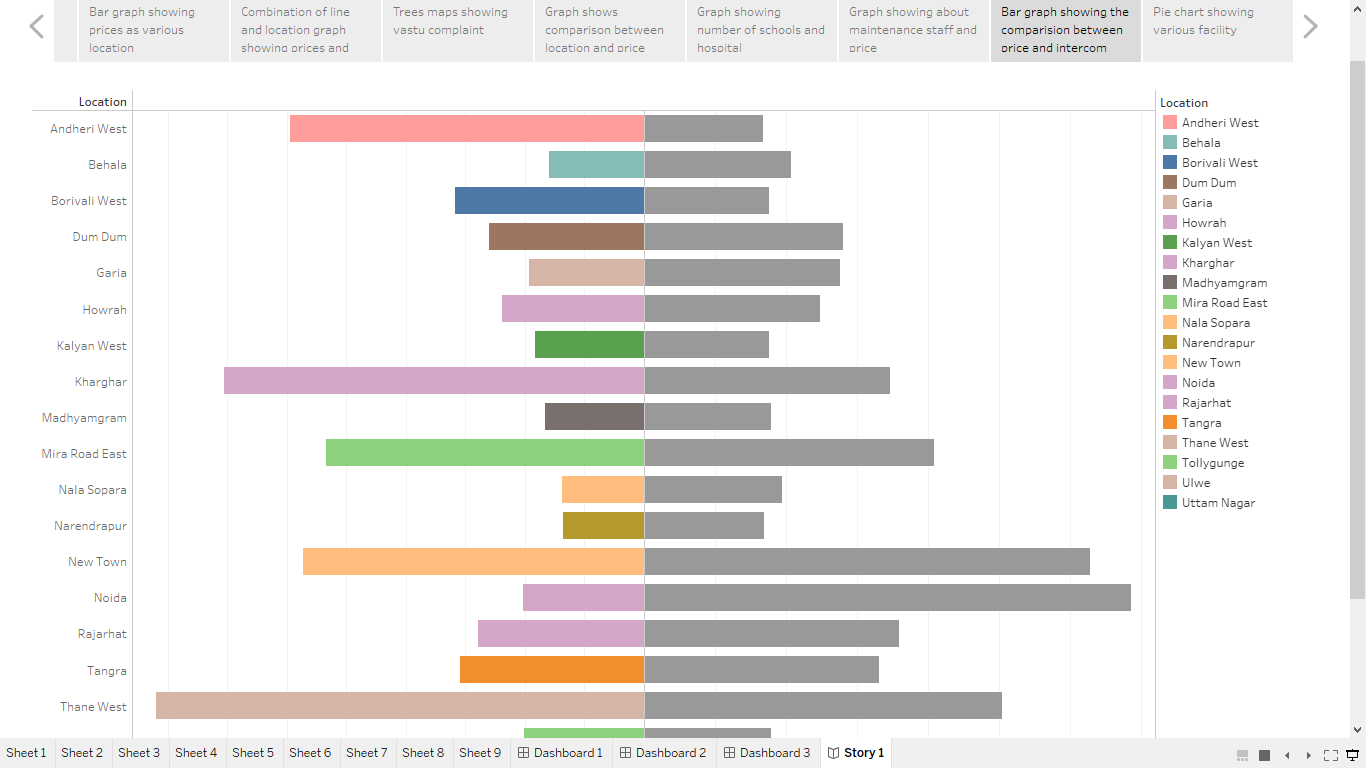 Bar graph showing
prices as various
location
Combination of line
and location graph
showing prices and
Trees maps showing
vastu complaint
Graph shows
comparison between
location and price
Graph showing
number of schools and
hospital
Graph showing about
maintenance staff and
price
Bar graph showing the
comparision between
price and intercom
Pie chart showing
various facility
Location
Andheri West
Behala
Borivali West
Dum Dum
Garia
Howrah
Kalyan West
Kharghar
Madhyamgram
Mira Road East
Nala Sopara
Narendrapur
New Town
Noida
Rajarhat
Tangra
Thane West
Location
Andheri West
Behala
Borivali West
Dum Dum
Garia
Howrah
Kalyan West
Kharghar
Madhyamgram
Mira Road East
Nala Sopara
Narendrapur
New Town
Noida
Rajarhat
Tangra
Thane West
Tollygunge
Ulwe
Uttam Nagar
Sheet 1 Sheet 2 Sheet 3 Sheet 4 Sheet 5 Sheet 6 Sheet 7 Sheet 8 Sheet 9 Dashboard 1 Dashboard 2 Dashboard 3 Story 1